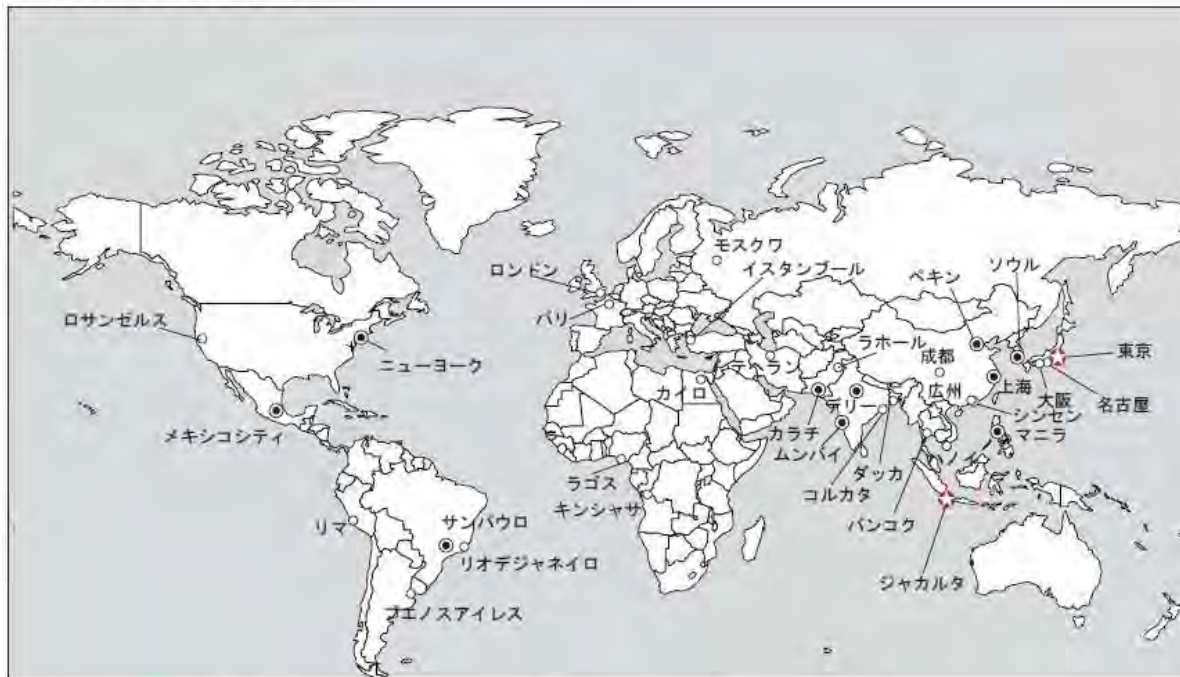 モスクワ
ロンドン
イスタンブール
ペキン
ソウル
パリ
ロサンゼルス
ニューヨーク
ラホール
テヘラン
成都
東京
カイロ
デリー
広州
上海
大阪
名古屋
シンセン
メキシコシティ
カラチ
マニラ
ムンバイ
ハノイ
ラゴス
ダッカ
コルカタ
キンシャサ
バンコク
リマ
サンパウロ
リオデジャネイロ
ジャカルタ
ブエノスアイレス